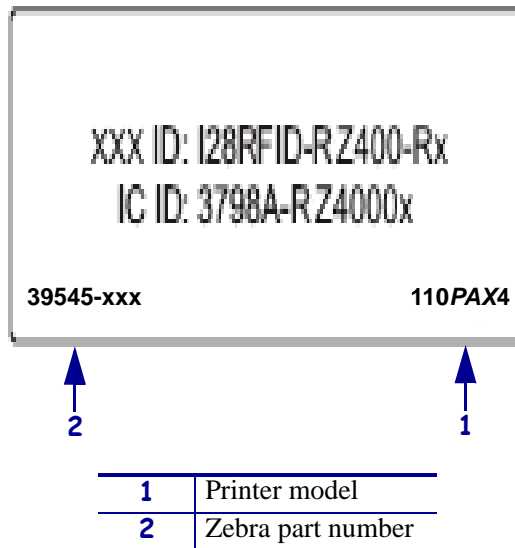 XXX ID: I28RFID-RZ400-Rx
IC ID: 3798A-RZ4000x
39545-xxx 110PAX4
2 1
1 Printer model
2 Zebra part number